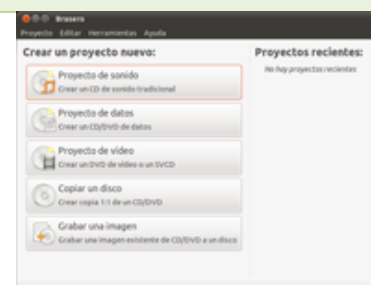 Brasero
Proyecto Editar Herramientas Ayuda
Crear un proyecto nuevo:
Proyecto de sonido
Crear un CD de sonido tradicional
Proyecto de datos
Crear un CD/DVD de datos
Proyecto de vídeo
Crear un DVD de vídeo o un SVCD
Copiar un disco
Crear copia 1:1 de un CD/DVD
Grabar una imagen
Grabar una imagen existente de CD/DVD a un disco
Proyectos recientes:
No hay proyectos recientes